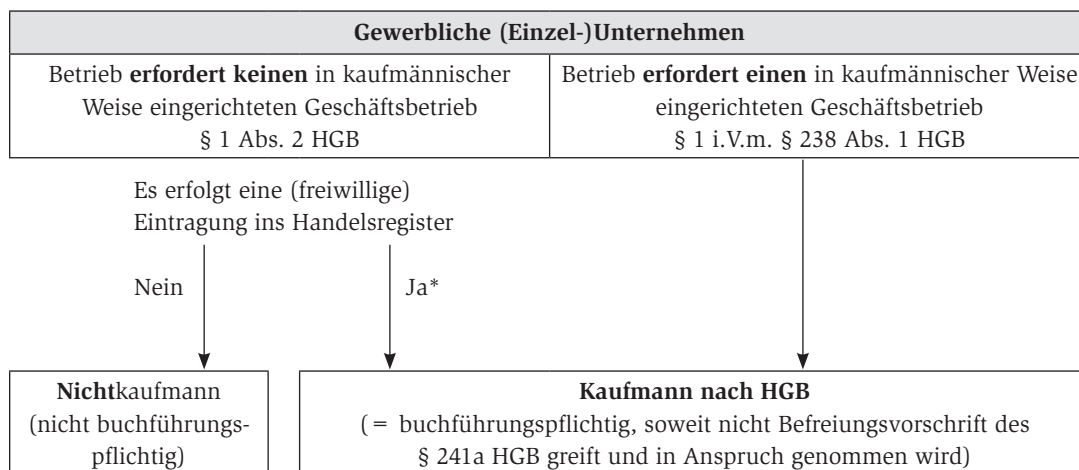 Gewerbliche (Einzel-)Unternehmen
Betrieb erfordert keinen in kaufmännischer
Weise eingerichteten Geschäftsbetrieb
§ 1 Abs. 2 HGB
Betrieb erfordert einen in kaufmännischer Weise
eingerichteten Geschäftsbetrieb
§ 1 i.V.m. § 238 Abs. 1 HGB
Es erfolgt eine (freiwillige)
Eintragung ins Handelsregister
Nein
Ja*
Nichtkaufmann
(nicht buchführungs-
pflichtig)
Kaufmann nach HGB
(= buchführungspflichtig, soweit nicht Befreiungsvorschrift des
§ 241a HGB greift und in Anspruch genommen wird)